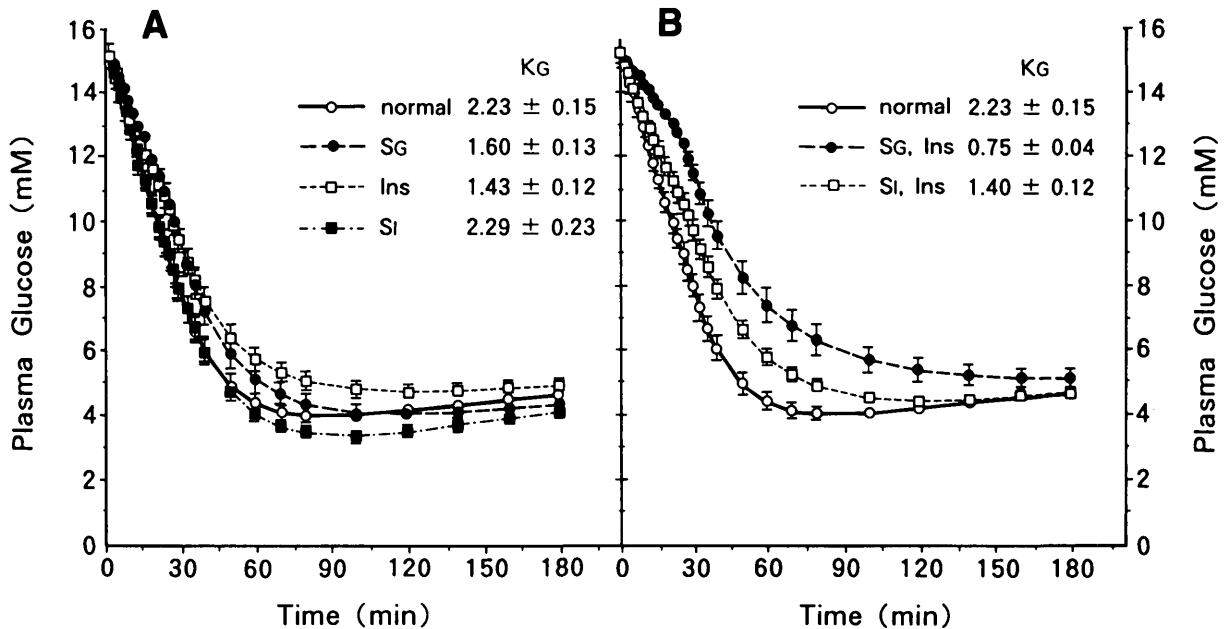 A
Plasma Glucose (mM)
16
14
12
10
8
6
4
2
0
KG
normal 2.23 ± 0.15
SG 1.60 ± 0.13
Ins 1.43 ± 0.12
SI 2.29 ± 0.23
0 30 60 90 120 150 180
Time (min)
B
KG
normal 2.23 ± 0.15
SG, Ins 0.75 ± 0.04
SI, Ins 1.40 ± 0.12
0 30 60 90 120 150 180
Time (min)
16
14
12
10
8
6
4
2
0
Plasma Glucose (mM)